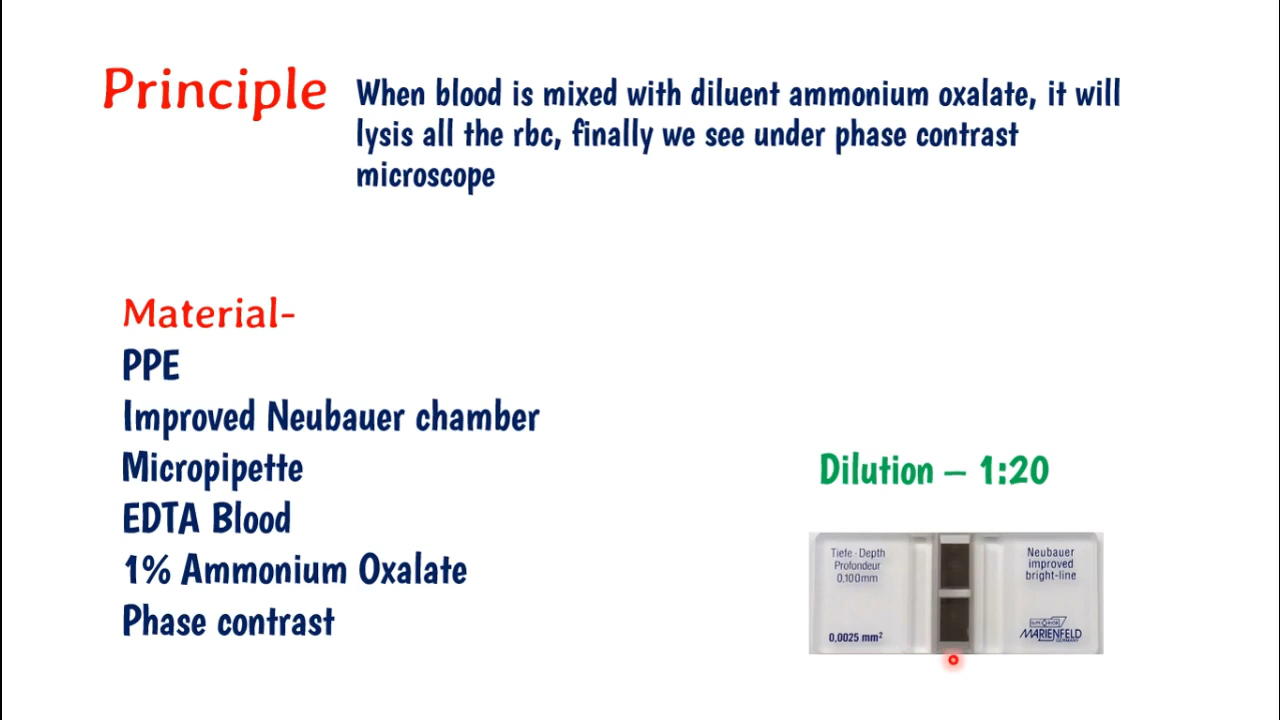 Principle
When blood is mixed with diluent ammonium oxalate, it will
lysis all the rbc, finally we see under phase contrast
microscope
Material-
PPE
Improved Neubauer chamber
Micropipette
EDTA Blood
1% Ammonium Oxalate
Phase contrast
Dilution – 1:20
Tiefe · Depth
Profondeur
0,100mm
0,0025 mm²
Neubauer
improved
bright-line
MARIENFELD
GERMANY